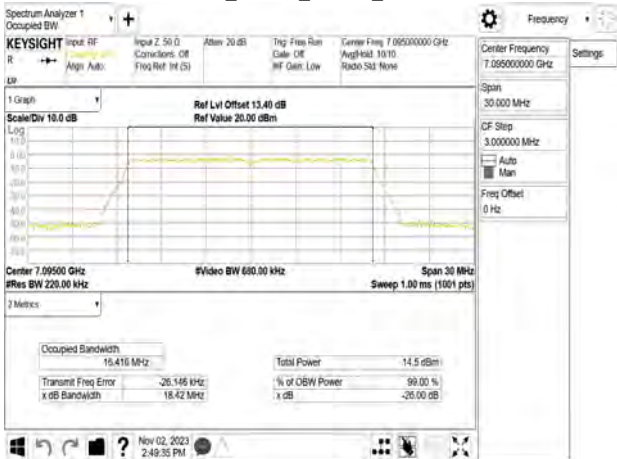 Spectrum Analyzer 1
Occupied BW
Frequency
KEYSIGHT Input: RF
R
Align: Auto
Input Z: 50 Ω
Corrections: Off
Freq Ref: Int (S)
Atten: 20 dB
Trig: Free Run
Gate: Off
#IF Gain: Low
Center Freq: 7.095000000 GHz
Avg|Hold: 10/10
Radio Std: None
Center Frequency
7.095000000 GHz
Settings
Span
30.000 MHz
CF Step
3.000000 MHz
Auto
Man
Freq Offset
0 Hz
1 Graph
Scale/Div 10.0 dB
Ref Lvl Offset 13.40 dB
Ref Value 20.00 dBm
Log
10.0
0.00
Center 7.09500 GHz
#Res BW 220.00 kHz
#Video BW 680.00 kHz
Span 30 MHz
Sweep 1.00 ms (1001 pts)
2 Metrics
Occupied Bandwidth
16.416 MHz
Total Power 14.5 dBm
Transmit Freq Error -26.146 kHz
% of OBW Power 99.00 %
x dB Bandwidth 18.42 MHz
x dB -26.00 dB
?
Nov 02, 2023
2:49:35 PM